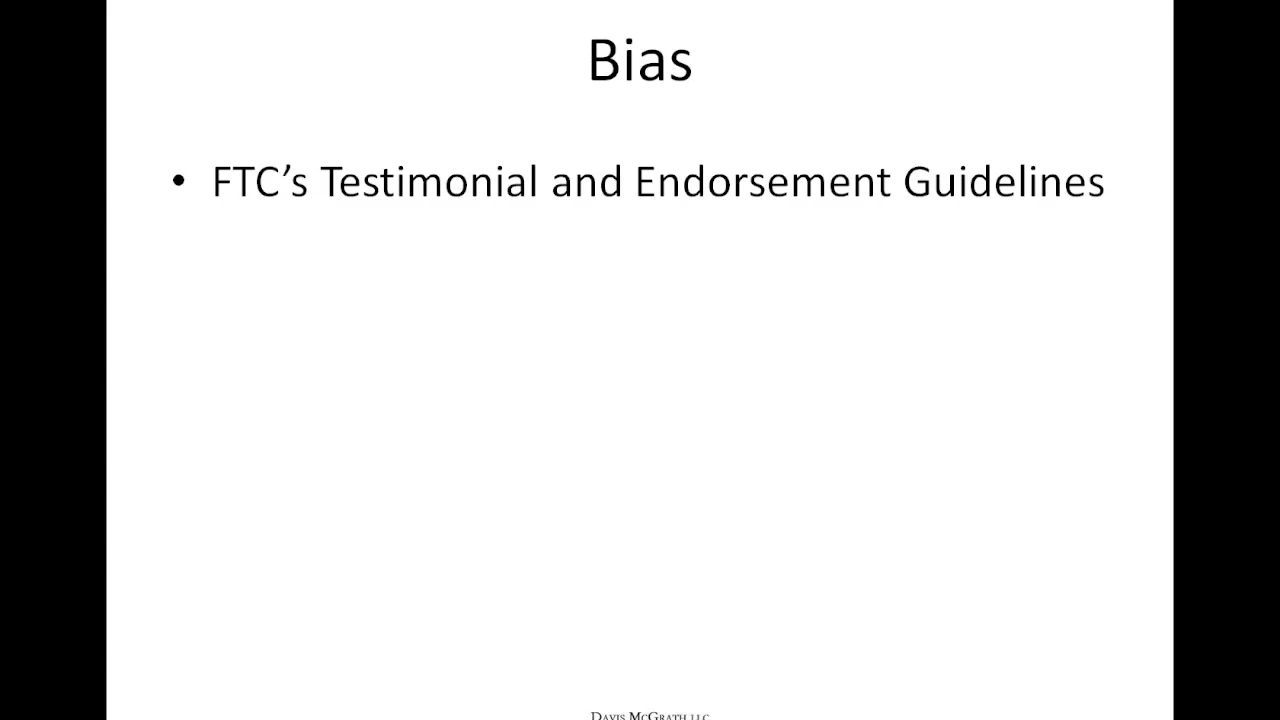 Bias
• FTC’s Testimonial and Endorsement Guidelines
DAVIS MCGRATH LLC